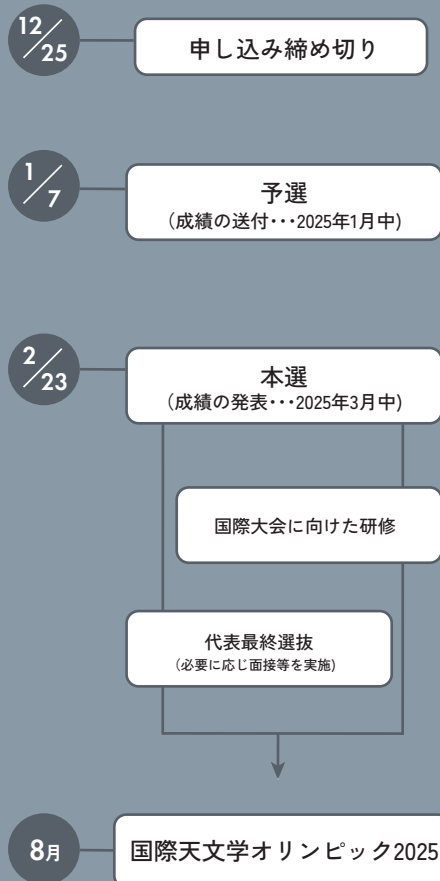 12/25
申し込み締め切り
1/7
予選
(成績の送付･･･2025年1月中)
2/23
本選
(成績の発表･･･2025年3月中)
国際大会に向けた研修
代表最終選抜
(必要に応じ面接等を実施)
8月
国際天文学オリンピック2025